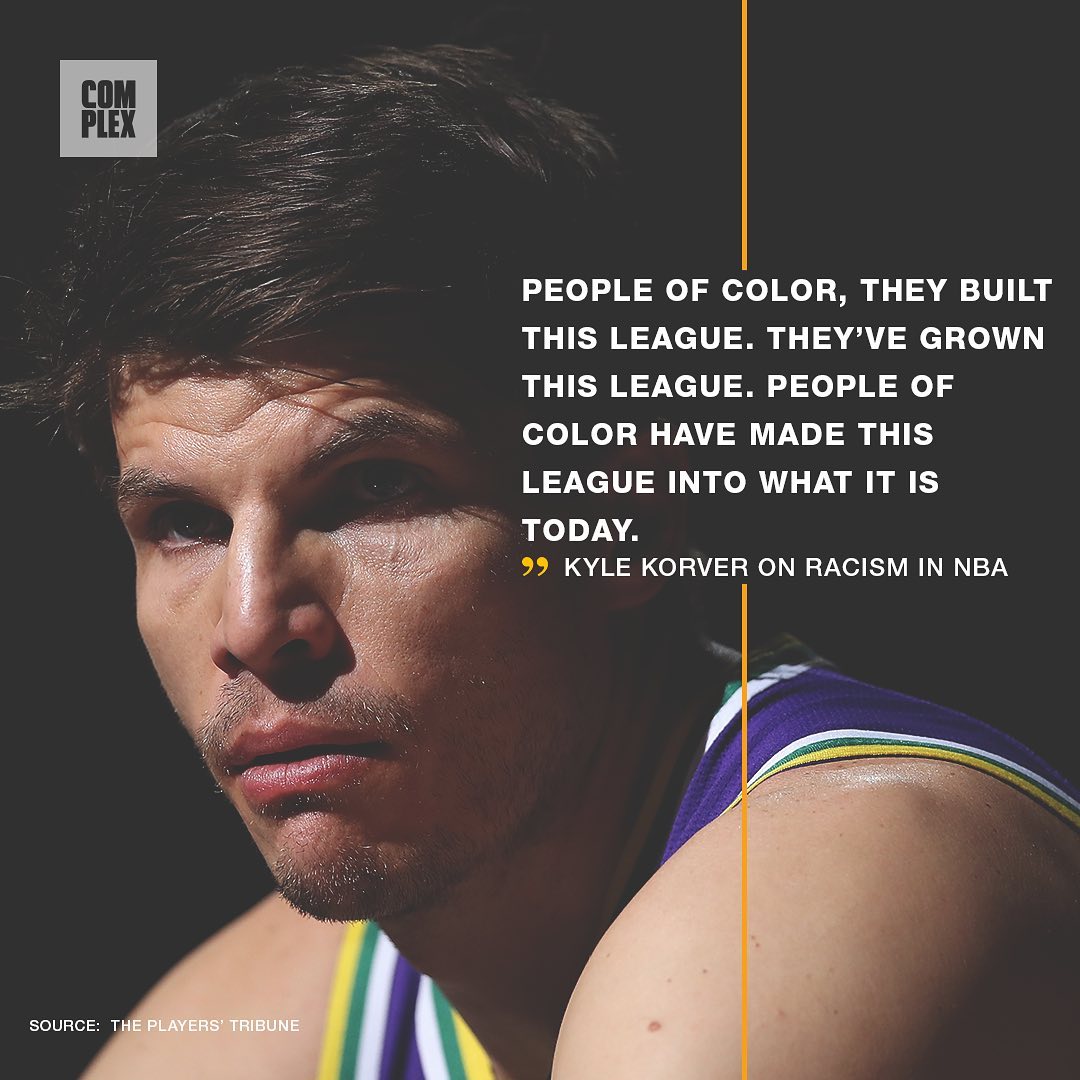 COM
PLEX
PEOPLE OF COLOR, THEY BUILT
THIS LEAGUE. THEY’VE GROWN
THIS LEAGUE. PEOPLE OF
COLOR HAVE MADE THIS
LEAGUE INTO WHAT IT IS
TODAY.
” KYLE KORVER ON RACISM IN NBA
SOURCE: THE PLAYERS’ TRIBUNE